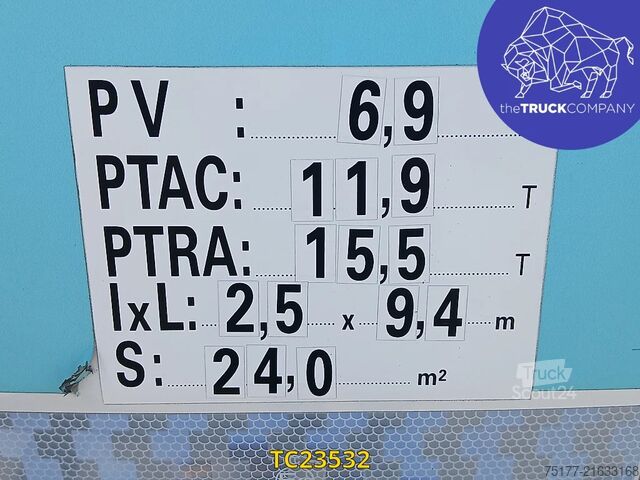 theTRUCKCOMPANY
PV : 6,9
PTAC: 11,9 T
PTRA: 15,5 T
lxL: 2,5 x 9,4 m
S: 24,0 m²
Truck
Scout24
TC23532
75177-21633168